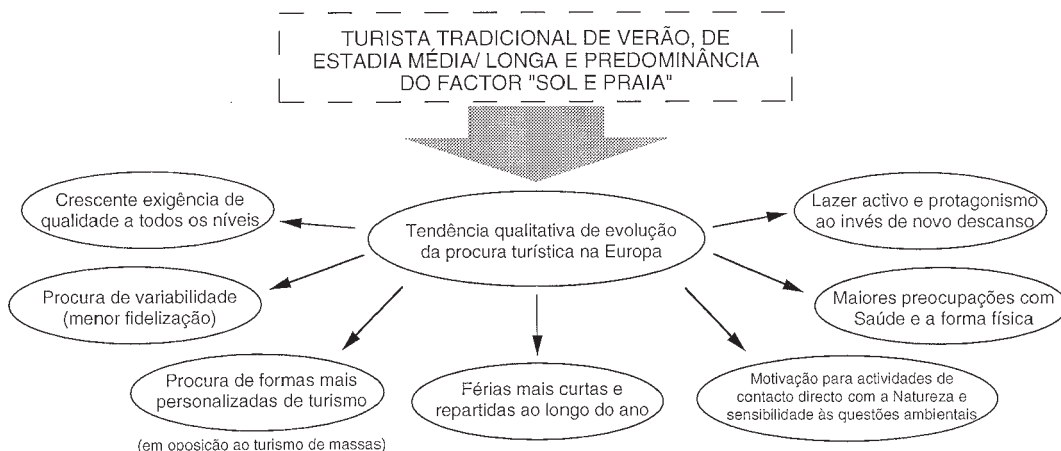 TURISTA TRADICIONAL DE VERÃO, DE
ESTADIA MÉDIA/ LONGA E PREDOMINÂNCIA
DO FACTOR "SOL E PRAIA"
Crescente exigência de
qualidade a todos os níveis
Tendência qualitativa de evolução
da procura turística na Europa
Lazer activo e protagonismo
ao invés de novo descanso
Procura de variabilidade
(menor fidelização)
Maiores preocupações com
Saúde e a forma física
Procura de formas mais
personalizadas de turismo
(em oposição ao turismo de massas)
Férias mais curtas e
repartidas ao longo do ano
Motivação para actividades de
contacto directo com a Natureza e
sensibilidade às questões ambientais